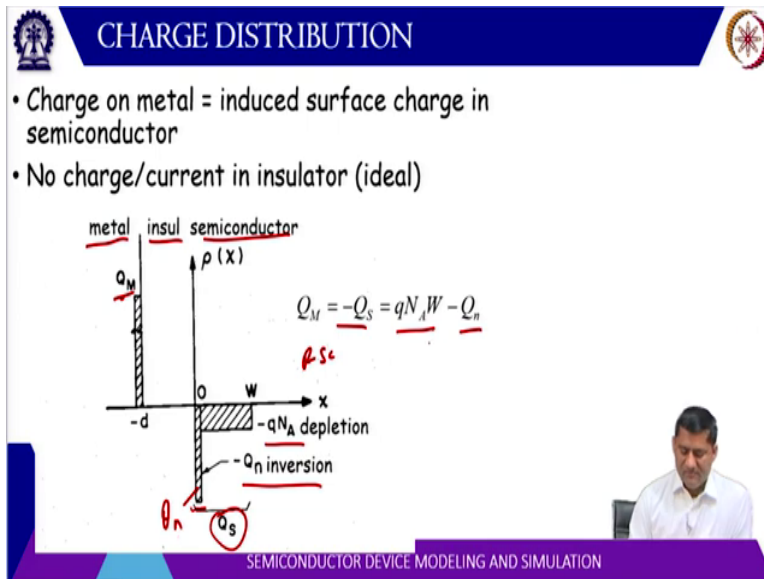 CHARGE DISTRIBUTION
• Charge on metal = induced surface charge in
semiconductor
• No charge/current in insulator (ideal)
metal insul semiconductor
ρ(x)
Q_M
Q_M = -Q_S = qN_A W - Q_n
O W
x
-d
-qN_A depletion
-Q_n inversion
Q_n
Q_S
SEMICONDUCTOR DEVICE MODELING AND SIMULATION